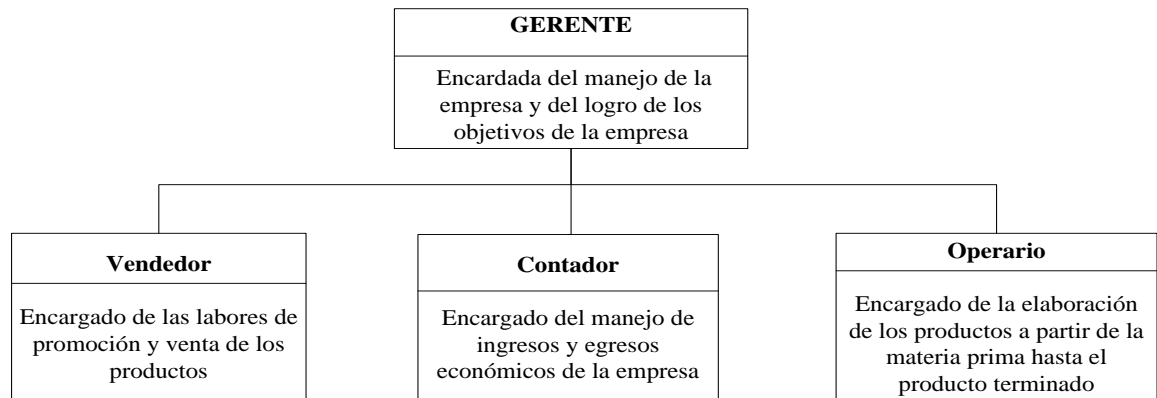 GERENTE
Encardada del manejo de la
empresa y del logro de los
objetivos de la empresa
Vendedor
Encargado de las labores de
promoción y venta de los
productos
Contador
Encargado del manejo de
ingresos y egresos
económicos de la empresa
Operario
Encargado de la elaboración
de los productos a partir de la
materia prima hasta el
producto terminado